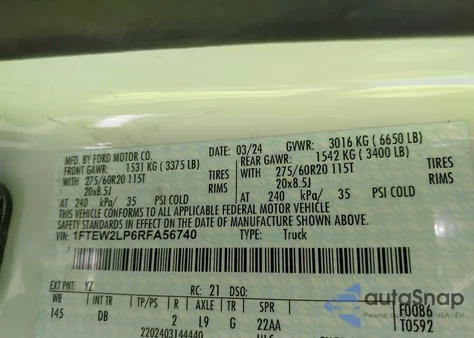 MFD. BY FORD MOTOR CO. DATE: 03/24 GVWR: 3016 KG (6650 LB)
FRONT GAWR: 1531 KG (3375 LB) REAR GAWR: 1542 KG (3400 LB)
WITH 275/60R20 115T TIRES WITH 275/60R20 115T TIRES
20x8.5J RIMS 20x8.5J RIMS
AT 240 kPa/ 35 PSI COLD AT 240 kPa/ 35 PSI COLD
THIS VEHICLE CONFORMS TO ALL APPLICABLE FEDERAL MOTOR VEHICLE
SAFETY STANDARDS IN EFFECT ON THE DATE OF MANUFACTURE SHOWN ABOVE.
VIN: 1FTEW2LP6RFA56740 TYPE: Truck
EXT PNT: YZ RC: 21 DSO:
WB INT TR TP/PS R AXLE TR SPR
145 DB 2 L9 G 22AA
2202403144440
F0086
T0592
autoSnap